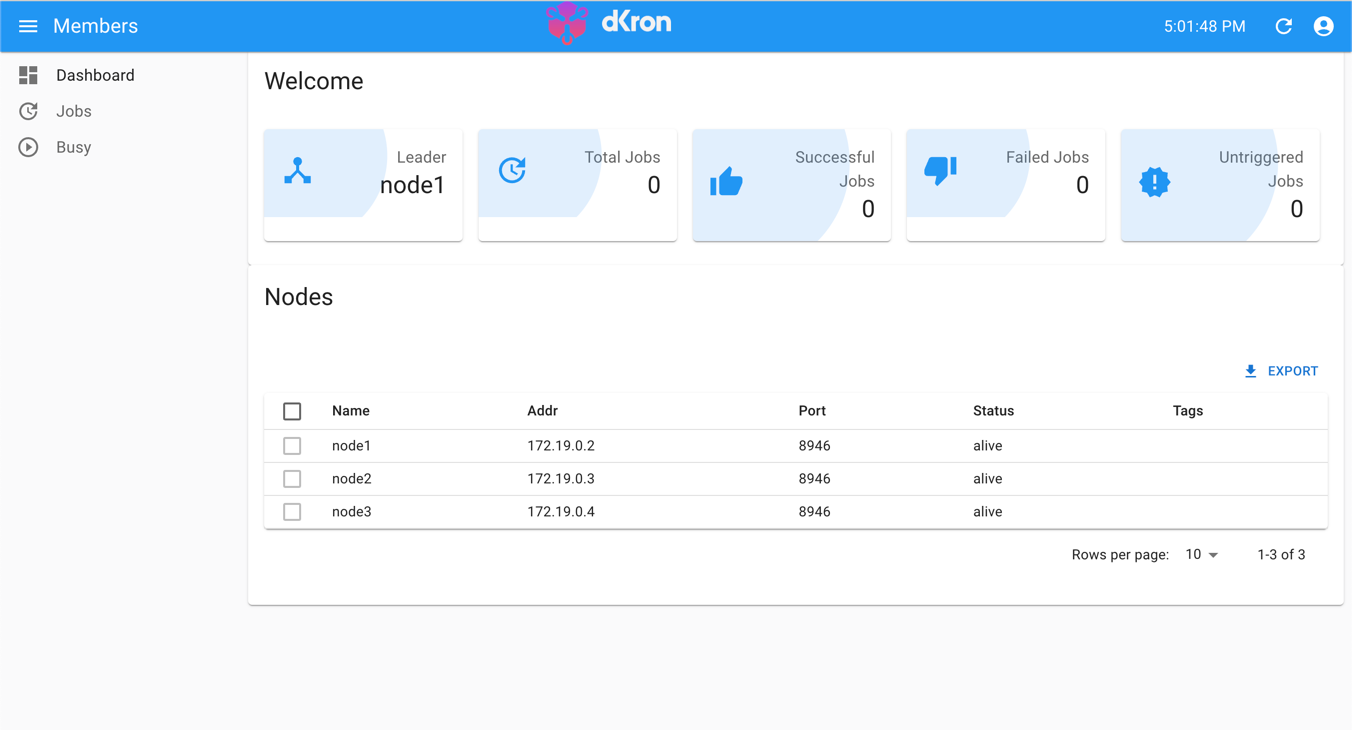 Members
dKron
5:01:48 PM
Dashboard
Jobs
Busy
Welcome
Leader
node1
Total Jobs
0
Successful
Jobs
0
Failed Jobs
0
Untriggered
Jobs
0
Nodes
EXPORT
Name Addr Port Status Tags
node1 172.19.0.2 8946 alive
node2 172.19.0.3 8946 alive
node3 172.19.0.4 8946 alive
Rows per page: 10 1-3 of 3